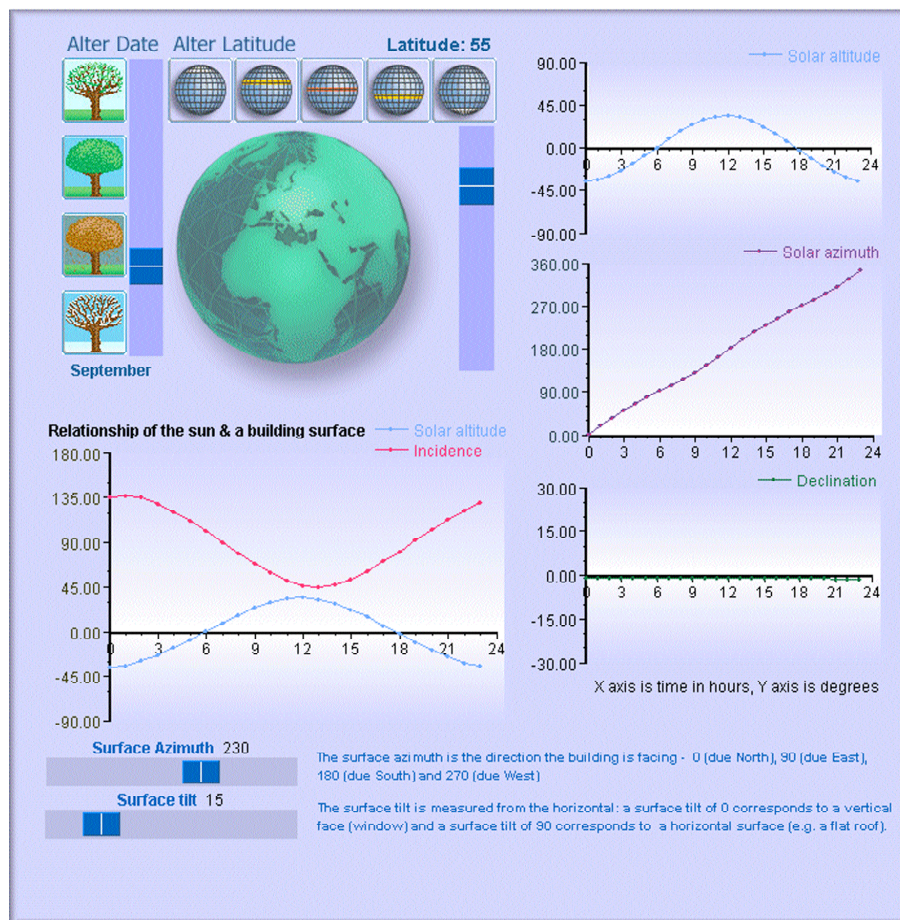 Alter Date Alter Latitude Latitude: 55
September
Solar altitude
90.00
45.00
0.00
-45.00
-90.00
0 3 6 9 12 15 18 21 24
Solar azimuth
360.00
270.00
180.00
90.00
0.00
0 3 6 9 12 15 18 21 24
Relationship of the sun & a building surface
Solar altitude
Incidence
180.00
135.00
90.00
45.00
0.00
-45.00
-90.00
0 3 6 9 12 15 18 21 24
Declination
30.00
15.00
0.00
-15.00
-30.00
0 3 6 9 12 15 18 21 24
X axis is time in hours, Y axis is degrees
Surface Azimuth 230
The surface azimuth is the direction the building is facing - 0 (due North), 90 (due East),
180 (due South) and 270 (due West)
Surface tilt 15
The surface tilt is measured from the horizontal: a surface tilt of 0 corresponds to a vertical
face (window) and a surface tilt of 90 corresponds to a horizontal surface (e.g. a flat roof).